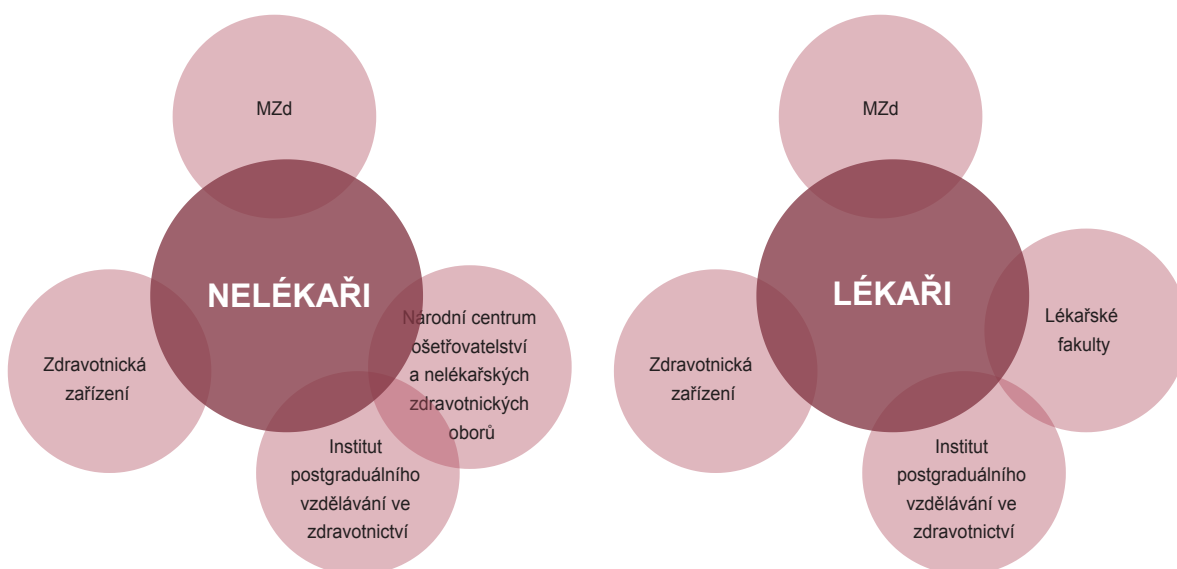 MZd
NELÉKAŘI
Národní centrum
ošetřovatelství
a nelékařských
zdravotnických
oborů
Zdravotnická
zařízení
Institut
postgraduálního
vzdělávání ve
zdravotnictví
MZd
LÉKAŘI
Lékařské
fakulty
Zdravotnická
zařízení
Institut
postgraduálního
vzdělávání ve
zdravotnictví